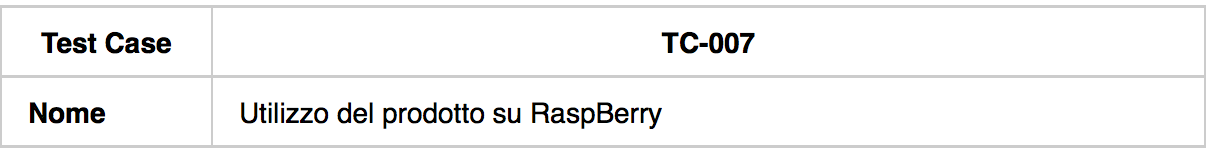 Test Case TC-007
Nome Utilizzo del prodotto su RaspBerry